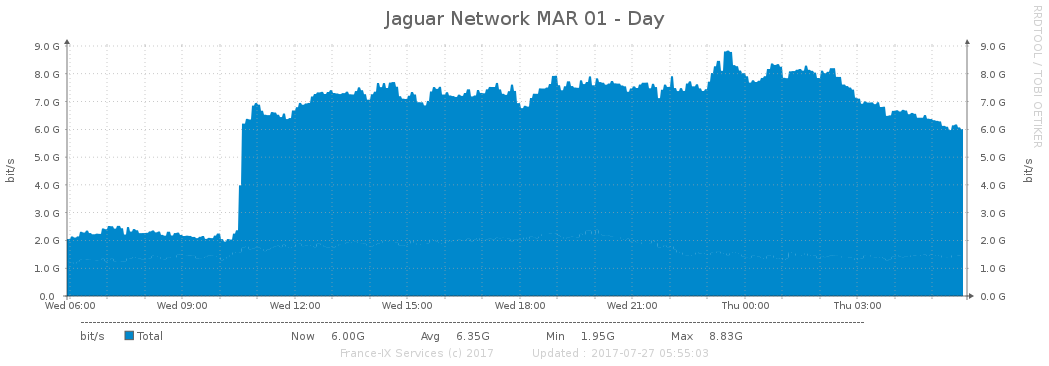 Jaguar Network MAR 01 - Day
RRDTOOL / TOBI OETIKER
bit/s
bit/s
9.0 G 9.0 G
8.0 G 8.0 G
7.0 G 7.0 G
6.0 G 6.0 G
5.0 G 5.0 G
4.0 G 4.0 G
3.0 G 3.0 G
2.0 G 2.0 G
1.0 G 1.0 G
0.0 0.0 G
Wed 06:00 Wed 09:00 Wed 12:00 Wed 15:00 Wed 18:00 Wed 21:00 Thu 00:00 Thu 03:00
bit/s Total Now 6.00G Avg 6.35G Min 1.95G Max 8.83G
France-IX Services (c) 2017 Updated : 2017-07-27 05:55:03